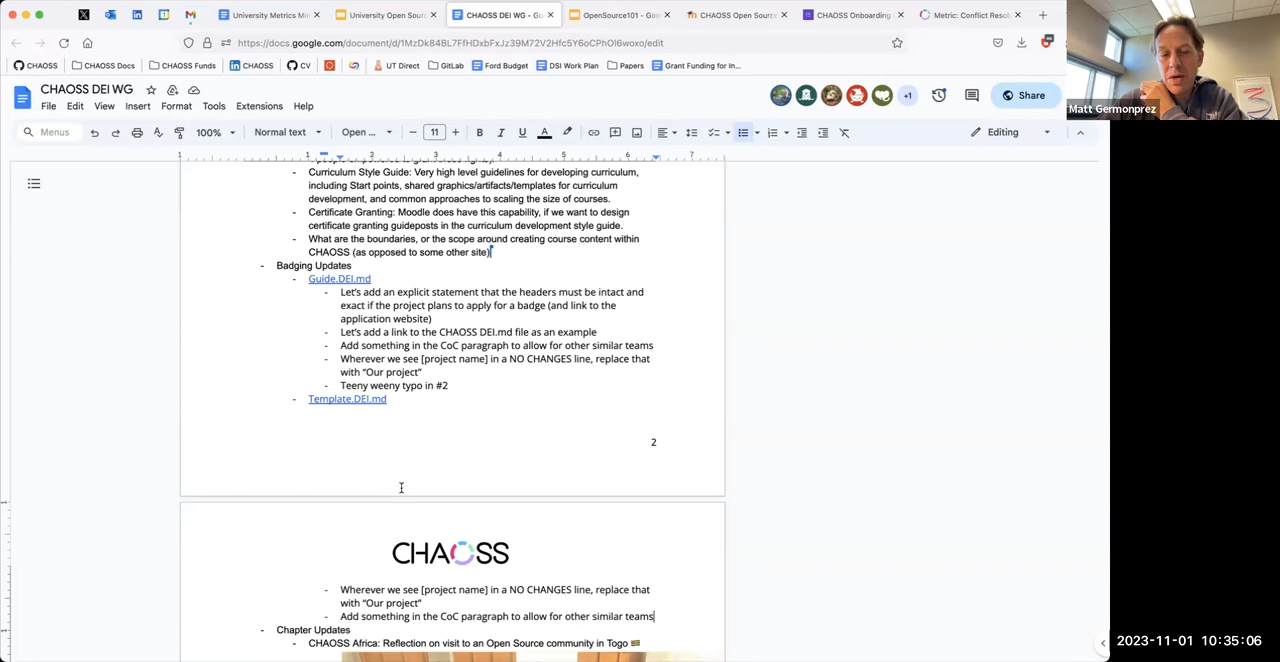 University Metrics Mi
University Open Sour
CHAOSS DEI WG - Go
OpenSource101 - Goo
CHAOSS Open Source
CHAOSS Onboarding
Metric: Conflict Resol
https://docs.google.com/document/d/1MzDk84BL7FfHDxbFxJz39M72V2Hfc5Y6oCPhOI6woxo/edit
CHAOSS
CHAOSS Docs
CHAOSS Funds
CHAOSS
CV
UT Direct
GitLab
Ford Budget
DSI Work Plan
Papers
Grant Funding for In...
CHAOSS DEI WG
File Edit View Insert Format Tools Extensions Help
+1
Share
Menus
100%
Normal text
Open ...
11
B I U A
Editing
1 1 2 3 4 5 6 7
- Curriculum Style Guide: Very high level guidelines for developing curriculum,
including Start points, shared graphics/artifacts/templates for curriculum
development, and common approaches to scaling the size of courses.
- Certificate Granting: Moodle does have this capability, if we want to design
certificate granting guideposts in the curriculum development style guide.
- What are the boundaries, or the scope around creating course content within
CHAOSS (as opposed to some other site)
- Badging Updates
- Guide.DEI.md
- Let's add an explicit statement that the headers must be intact and
exact if the project plans to apply for a badge (and link to the
application website)
- Let's add a link to the CHAOSS DEI.md file as an example
- Add something in the CoC paragraph to allow for other similar teams
- Wherever we see [project name] in a NO CHANGES line, replace that
with “Our project”
- Teeny weeny typo in #2
- Template.DEI.md
2
CHAOSS
- Wherever we see [project name] in a NO CHANGES line, replace that
with “Our project”
- Add something in the CoC paragraph to allow for other similar teams
- Chapter Updates
- CHAOSS Africa: Reflection on visit to an Open Source community in Togo
Matt Germonprez
2023-11-01 10:35:06